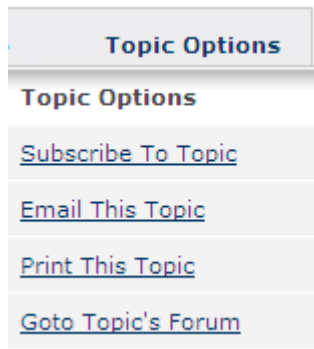 Topic Options
Topic Options
Subscribe To Topic
Email This Topic
Print This Topic
Goto Topic's Forum